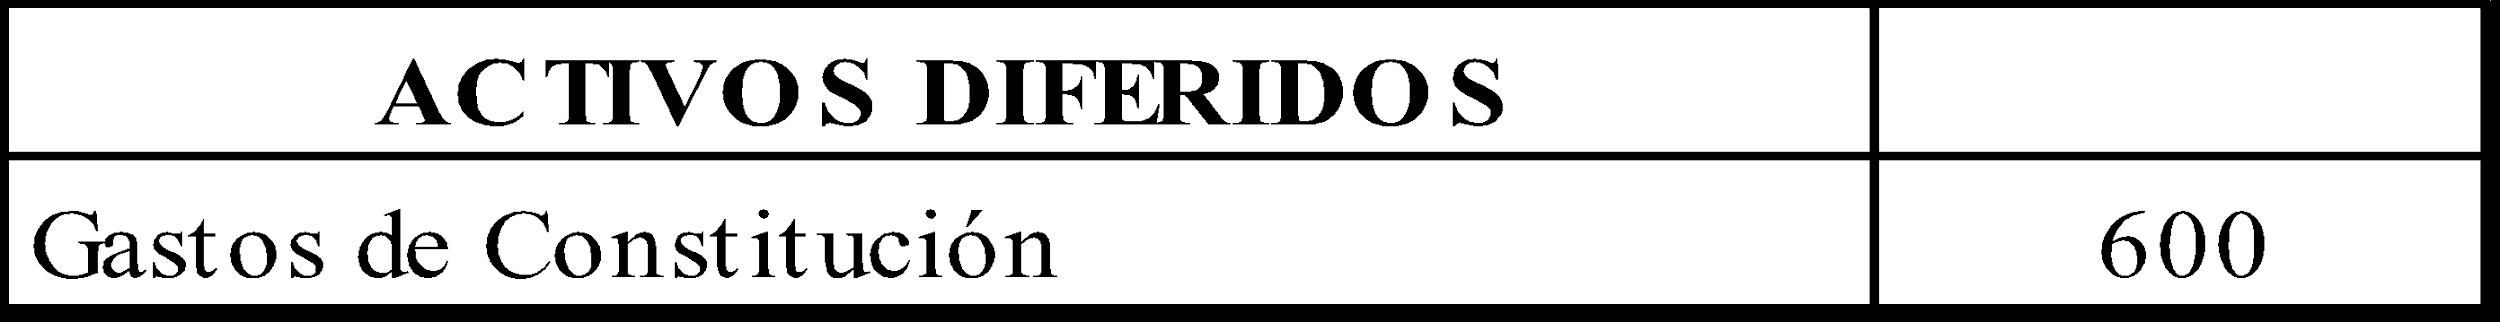 ACTIVOS DIFERIDOS
Gastos de Constitución 600